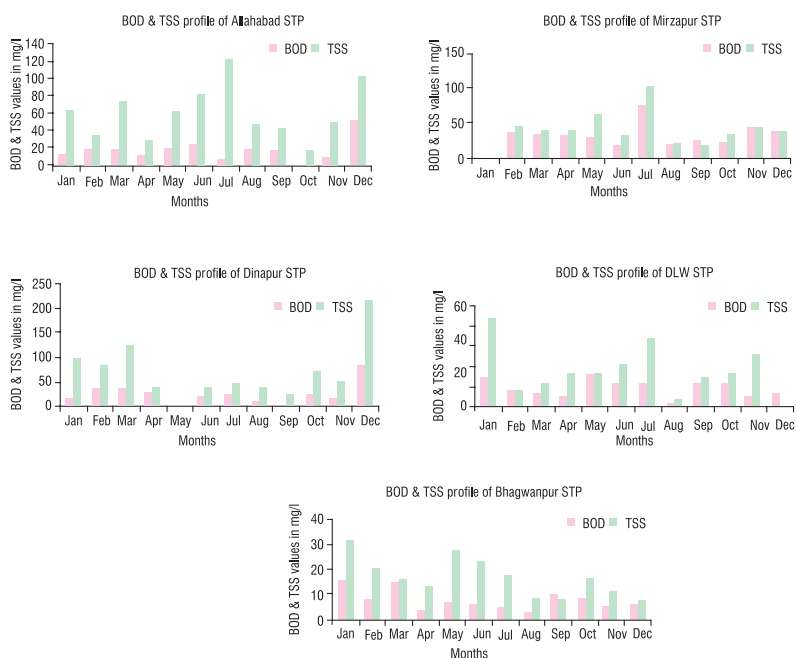 BOD & TSS profile of Allahabad STP
BOD & TSS values in mg/l
140
120
100
80
60
40
20
0
BOD TSS
Jan Feb Mar Apr May Jun Jul Aug Sep Oct Nov Dec
Months
BOD & TSS profile of Mirzapur STP
BOD & TSS values in mg/l
150
100
50
0
BOD TSS
Jan Feb Mar Apr May Jun Jul Aug Sep Oct Nov Dec
Months
BOD & TSS profile of Dinapur STP
BOD & TSS values in mg/l
250
200
150
100
50
0
BOD TSS
Jan Feb Mar Apr May Jun Jul Aug Sep Oct Nov Dec
Months
BOD & TSS profile of DLW STP
BOD & TSS values in mg/l
60
40
20
0
BOD TSS
Jan Feb Mar Apr May Jun Jul Aug Sep Oct Nov Dec
Months
BOD & TSS profile of Bhagwanpur STP
BOD & TSS values in mg/l
40
30
20
10
0
BOD TSS
Jan Feb Mar Apr May Jun Jul Aug Sep Oct Nov Dec
Months